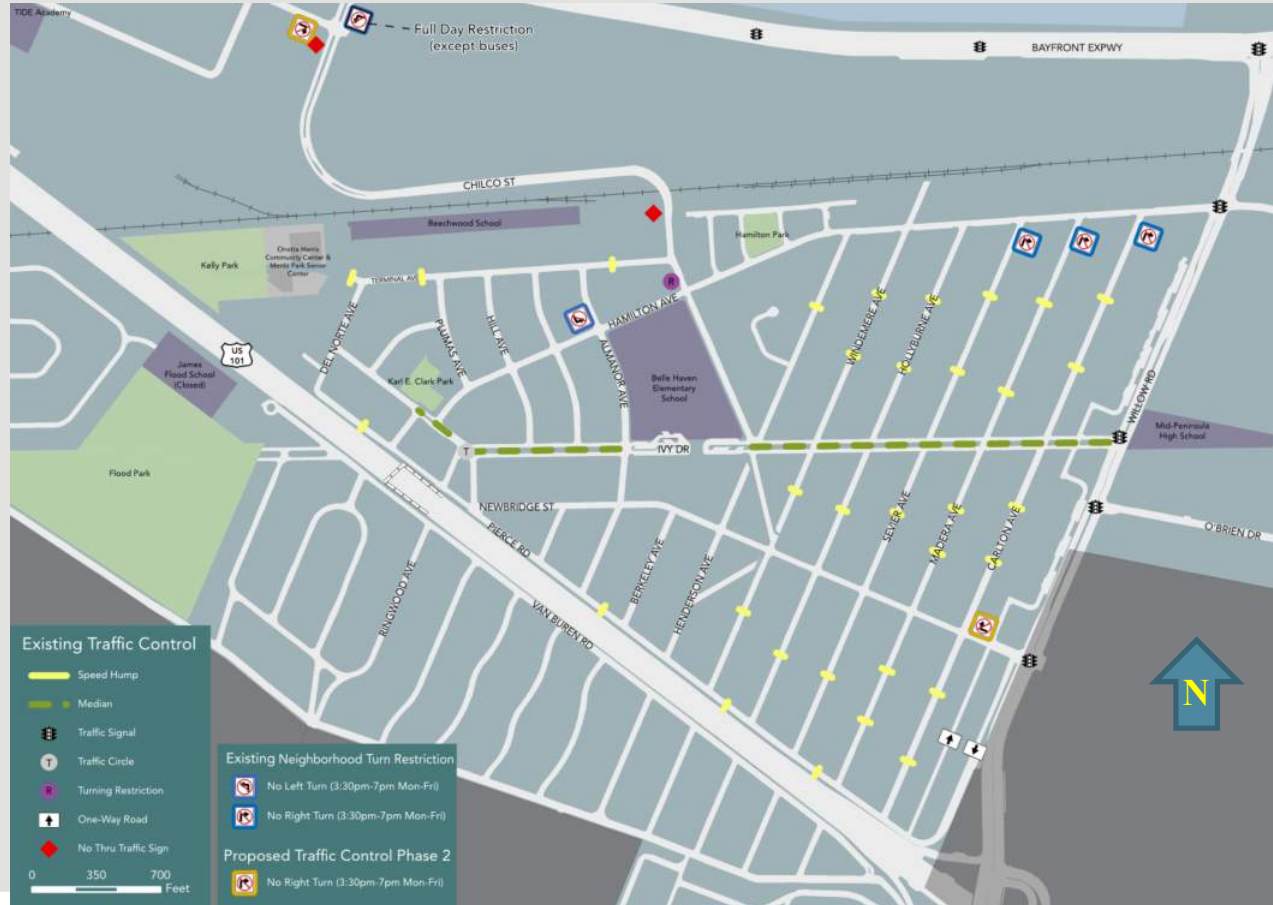 TIDE Academy
Full Day Restriction
(except buses)
BAYFRONT EXPWY
CHILCO ST
Beechwood School
Hamilton Park
Kelly Park
Onetta Harris
Community Center &
Menlo Park Senior
Center
TERMINAL AVE
HAMILTON AVE
DEL NORTE AVE
PLUMAS AVE
HILL AVE
ALMANOR AVE
WINDEMERE AVE
HOLLYBURNE AVE
US
101
James
Flood School
(Closed)
Karl E. Clark Park
Belle Haven
Elementary
School
WILLOW RD
Mid-Peninsula
High School
R
T
IVY DR
Flood Park
NEWBRIDGE ST
PIERCE RD
SEVIER AVE
MADERA AVE
CARLTON AVE
O'BRIEN DR
RINGWOOD AVE
BERKELEY AVE
HENDERSON AVE
VAN BUREN RD
N
Existing Traffic Control
Speed Hump
Median
Traffic Signal
T
Traffic Circle
R
Turning Restriction
One-Way Road
No Thru Traffic Sign
0 350 700
Feet
Existing Neighborhood Turn Restriction
No Left Turn (3:30pm-7pm Mon-Fri)
No Right Turn (3:30pm-7pm Mon-Fri)
Proposed Traffic Control Phase 2
No Right Turn (3:30pm-7pm Mon-Fri)